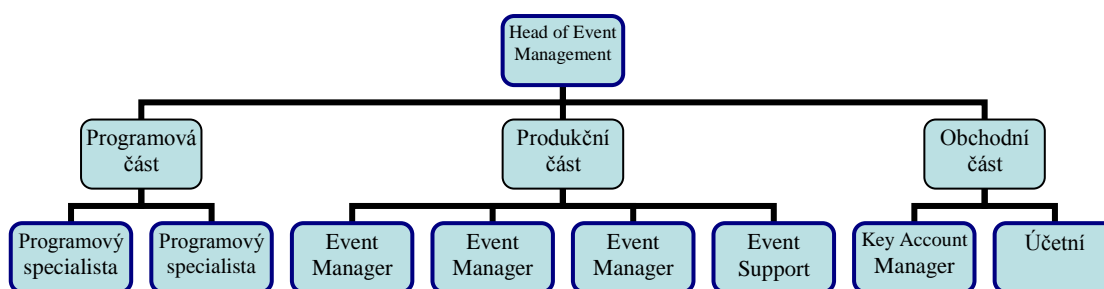 Head of Event
Management
Programová
část
Produkční
část
Obchodní
část
Programový
specialista
Programový
specialista
Event
Manager
Event
Manager
Event
Manager
Event
Support
Key Account
Manager
Účetní